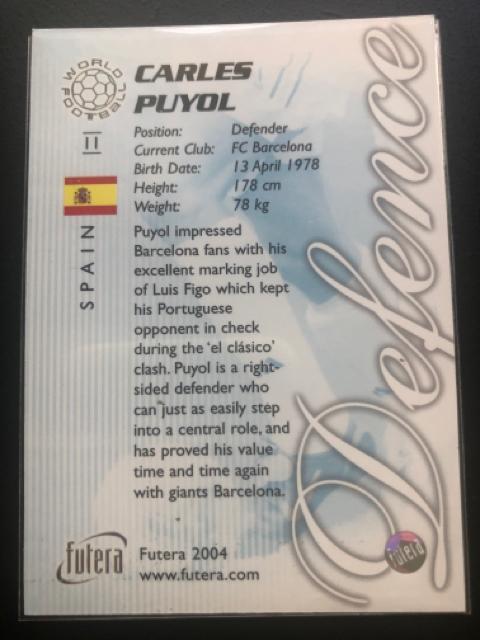 WORLD FOOTBALL
CARLES
PUYOL
11
Position: Defender
Current Club: FC Barcelona
Birth Date: 13 April 1978
Height: 178 cm
Weight: 78 kg
SPAIN
Puyol impressed
Barcelona fans with his
excellent marking job
of Luis Figo which kept
his Portuguese
opponent in check
during the 'el clásico'
clash. Puyol is a right-
sided defender who
can just as easily step
into a central role, and
has proved his value
time and time again
with giants Barcelona.
Defence
futera
Futera 2004
www.futera.com
futera